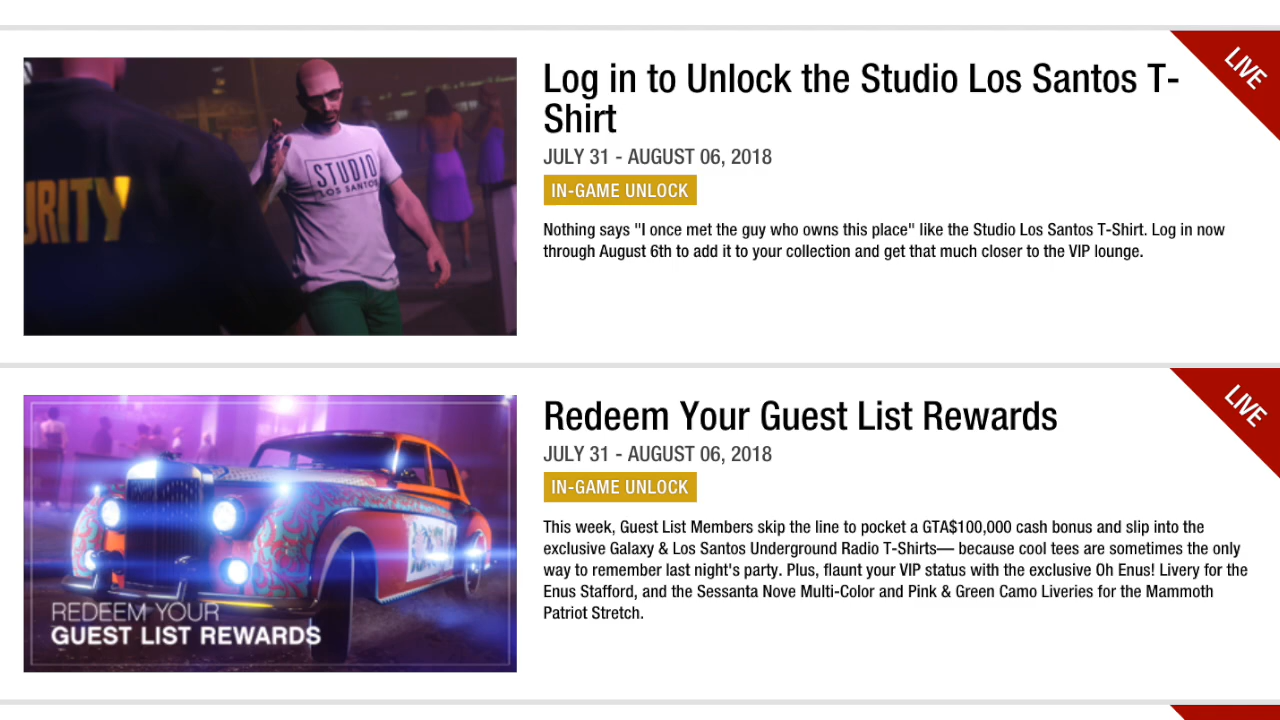 Log in to Unlock the Studio Los Santos T-
Shirt
JULY 31 - AUGUST 06, 2018
IN-GAME UNLOCK
Nothing says "I once met the guy who owns this place" like the Studio Los Santos T-Shirt. Log in now
through August 6th to add it to your collection and get that much closer to the VIP lounge.
LIVE
URITY
STUDIO
LOS SANTOS
Redeem Your Guest List Rewards
JULY 31 - AUGUST 06, 2018
IN-GAME UNLOCK
This week, Guest List Members skip the line to pocket a GTA$100,000 cash bonus and slip into the
exclusive Galaxy & Los Santos Underground Radio T-Shirts— because cool tees are sometimes the only
way to remember last night's party. Plus, flaunt your VIP status with the exclusive Oh Enus! Livery for the
Enus Stafford, and the Sessanta Nove Multi-Color and Pink & Green Camo Liveries for the Mammoth
Patriot Stretch.
LIVE
REDEEM YOUR
GUEST LIST REWARDS